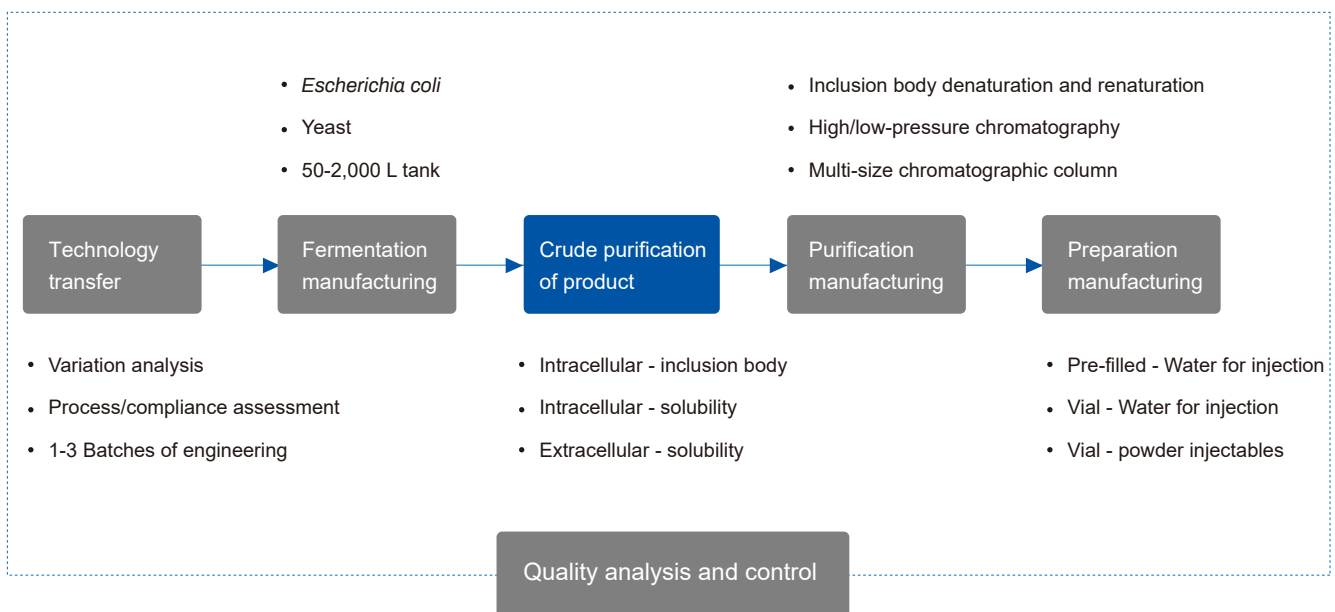 • Escherichia coli
• Yeast
• 50-2,000 L tank
• Inclusion body denaturation and renaturation
• High/low-pressure chromatography
• Multi-size chromatographic column
Technology
transfer
Fermentation
manufacturing
Crude purification
of product
Purification
manufacturing
Preparation
manufacturing
• Variation analysis
• Process/compliance assessment
• 1-3 Batches of engineering
• Intracellular - inclusion body
• Intracellular - solubility
• Extracellular - solubility
• Pre-filled - Water for injection
• Vial - Water for injection
• Vial - powder injectables
Quality analysis and control